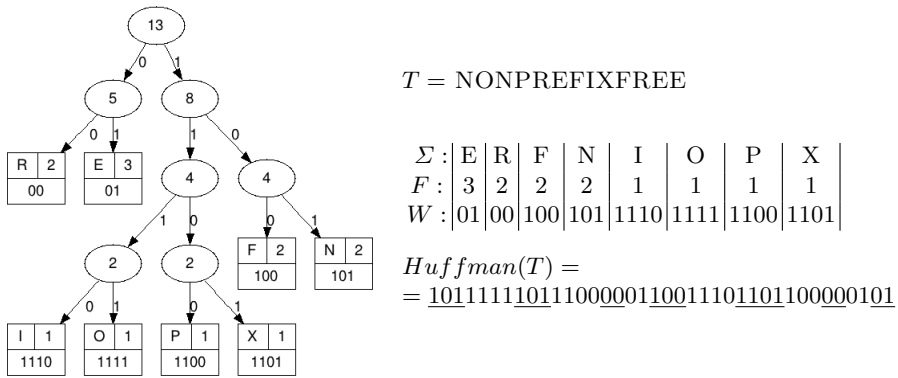 13
0 1
5 8
0 1 1 0
R 2 E 3
00 01
4 4
1 0 0 1
2 2
F 2 N 2
100 101
0 1 0 1
I 1 O 1 P 1 X 1
1110 1111 1100 1101
T = NONPREFIXFREE
Σ : E R F N I O P X
F : 3 2 2 2 1 1 1 1
W : 01 00 100 101 1110 1111 1100 1101
Huffman(T) =
= 10111111011100000110011101101100000101